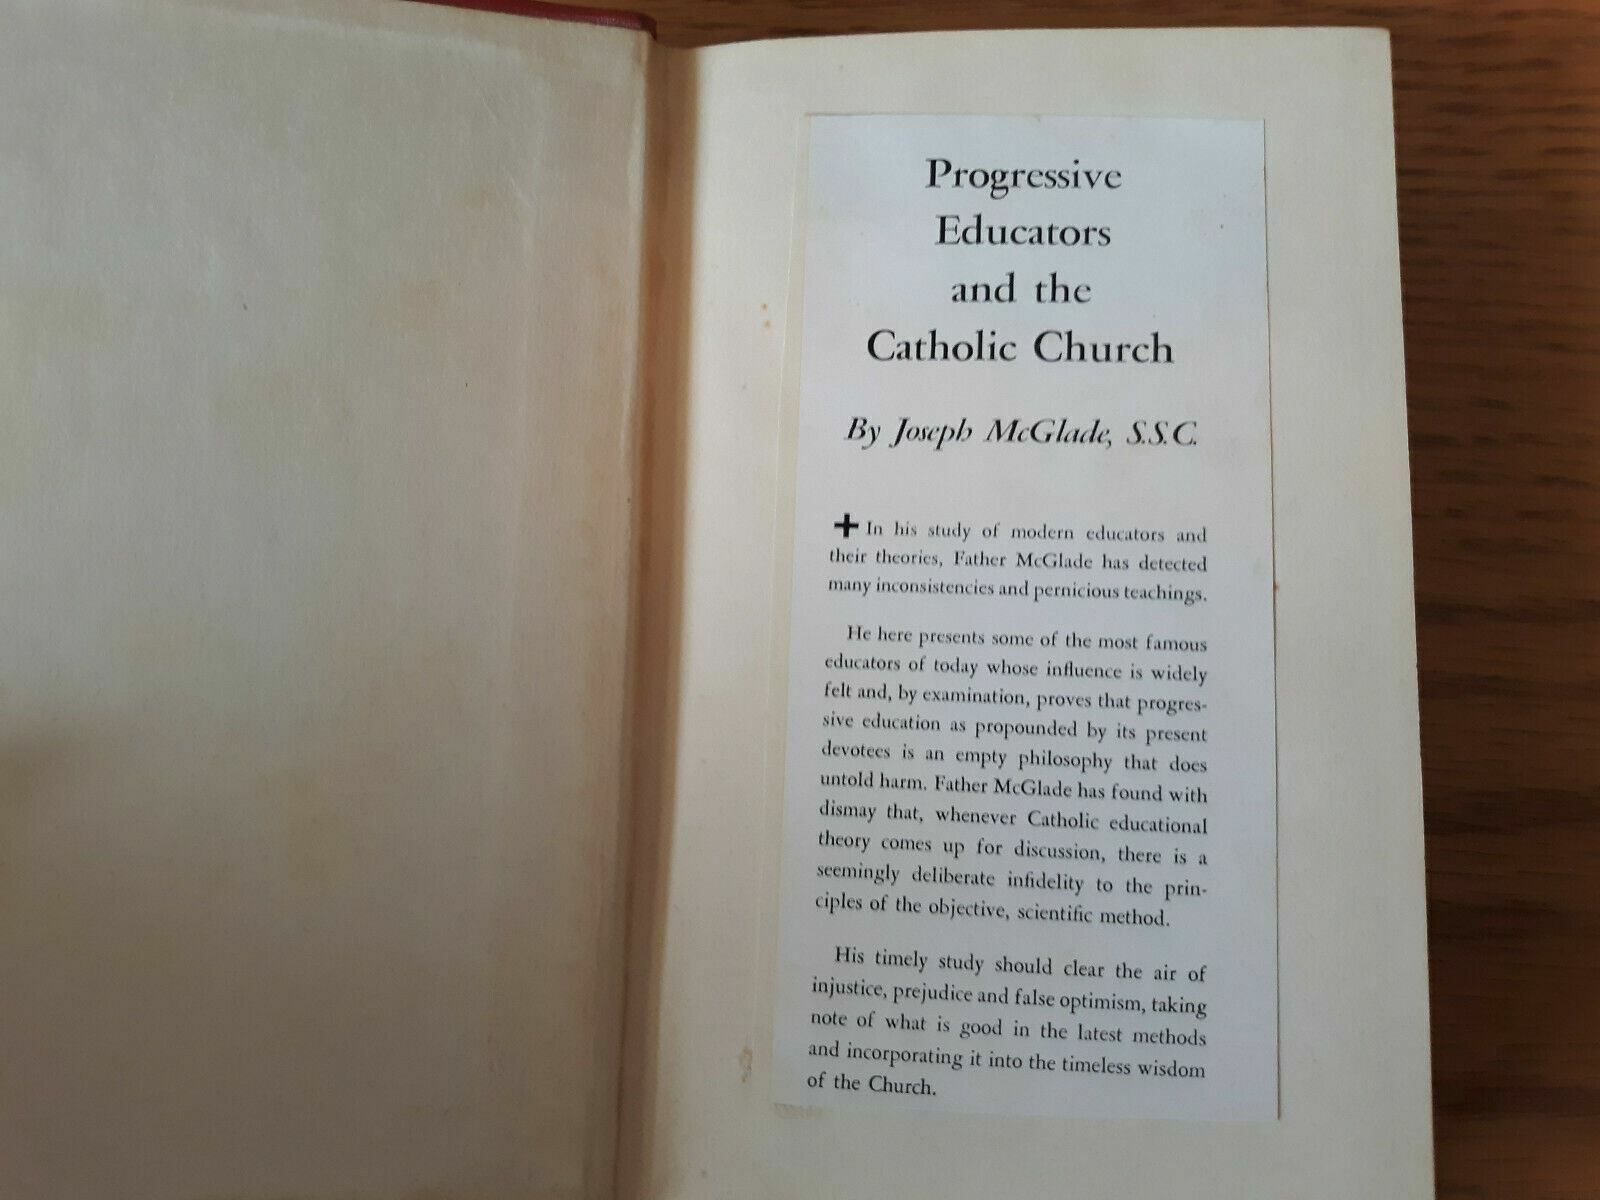 Progressive
Educators
and the
Catholic Church
By Joseph McGlade, S.S.C.
+ In his study of modern educators and
their theories, Father McGlade has detected
many inconsistencies and pernicious teachings.
He here presents some of the most famous
educators of today whose influence is widely
felt and, by examination, proves that progres-
sive education as propounded by its present
devotees is an empty philosophy that does
untold harm. Father McGlade has found with
dismay that, whenever Catholic educational
theory comes up for discussion, there is a
seemingly deliberate infidelity to the prin-
ciples of the objective, scientific method.
His timely study should clear the air of
injustice, prejudice and false optimism, taking
note of what is good in the latest methods
and incorporating it into the timeless wisdom
of the Church.